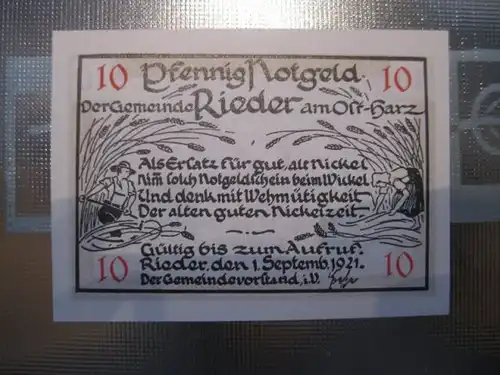 10 Pfennig Notgeld. 10
Der Gemeinde Rieder am Ost-Harz
Als Ersatz für gut, alt Nickel
Nim̄ solch Notgeldschein beim Wickel
Und denk mit Wehmütigkeit
Der alten guten Nickelzeit.
Gültig bis zum Aufruf.
10 Rieder, den 1. Septemb. 1921. 10
Der Gemeindevorstand, i.V.